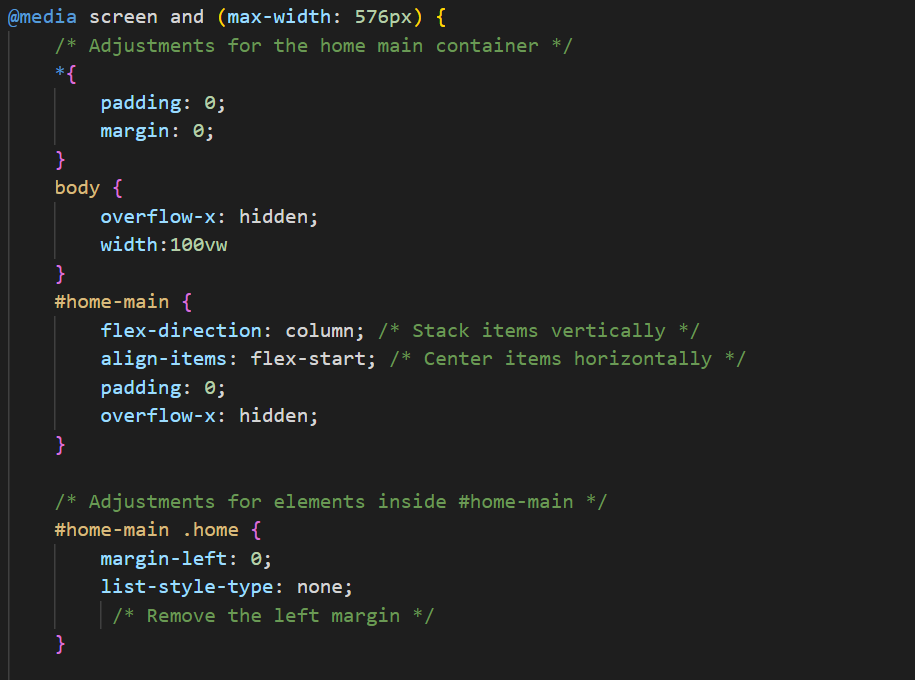 @media screen and (max-width: 576px) {
    /* Adjustments for the home main container */
    *{
        padding: 0;
        margin: 0;
    }
    body {
        overflow-x: hidden;
        width:100vw
    }
    #home-main {
        flex-direction: column; /* Stack items vertically */
        align-items: flex-start; /* Center items horizontally */
        padding: 0;
        overflow-x: hidden;
    }

    /* Adjustments for elements inside #home-main */
    #home-main .home {
        margin-left: 0;
        list-style-type: none;
         /* Remove the left margin */
    }